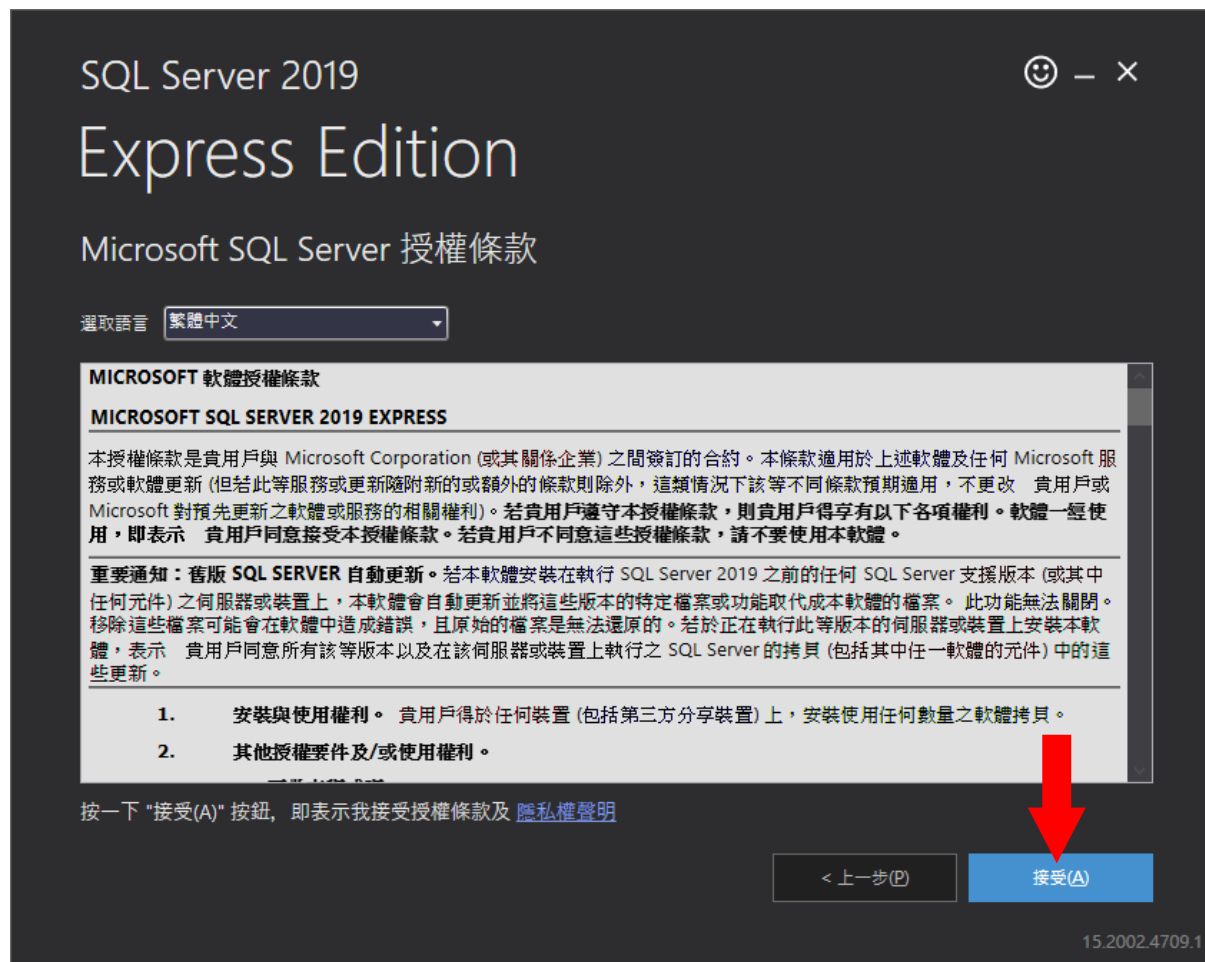 SQL Server 2019
Express Edition
Microsoft SQL Server 授權條款
選取語言 繁體中文
MICROSOFT 軟體授權條款
MICROSOFT SQL SERVER 2019 EXPRESS
本授權條款是貴用戶與 Microsoft Corporation (或其關係企業) 之間簽訂的合約。本條款適用於上述軟體及任何 Microsoft 服
務或軟體更新 (但若此等服務或更新隨附新的或額外的條款則除外，這類情況下該等不同條款預期適用，不更改 貴用戶或
Microsoft 對預先更新之軟體或服務的相關權利)。若貴用戶遵守本授權條款，則貴用戶得享有以下各項權利。軟體一經使
用，即表示 貴用戶同意接受本授權條款。若貴用戶不同意這些授權條款，請不要使用本軟體。
重要通知：舊版 SQL SERVER 自動更新。若本軟體安裝在執行 SQL Server 2019 之前的任何 SQL Server 支援版本 (或其中
任何元件) 之伺服器或裝置上，本軟體會自動更新並將這些版本的特定檔案或功能取代成本軟體的檔案。 此功能無法關閉。
移除這些檔案可能會在軟體中造成錯誤，且原始的檔案是無法還原的。若於正在執行此等版本的伺服器或裝置上安裝本軟
體，表示 貴用戶同意所有該等版本以及在該伺服器或裝置上執行之 SQL Server 的拷貝 (包括其中任一軟體的元件) 中的這
些更新。
1. 安裝與使用權利。 貴用戶得於任何裝置 (包括第三方分享裝置) 上，安裝使用任何數量之軟體拷貝。
2. 其他授權要件及/或使用權利。
按一下 "接受(A)" 按鈕，即表示我接受授權條款及 隱私權聲明
< 上一步(P)
接受(A)
15.2002.4709.1